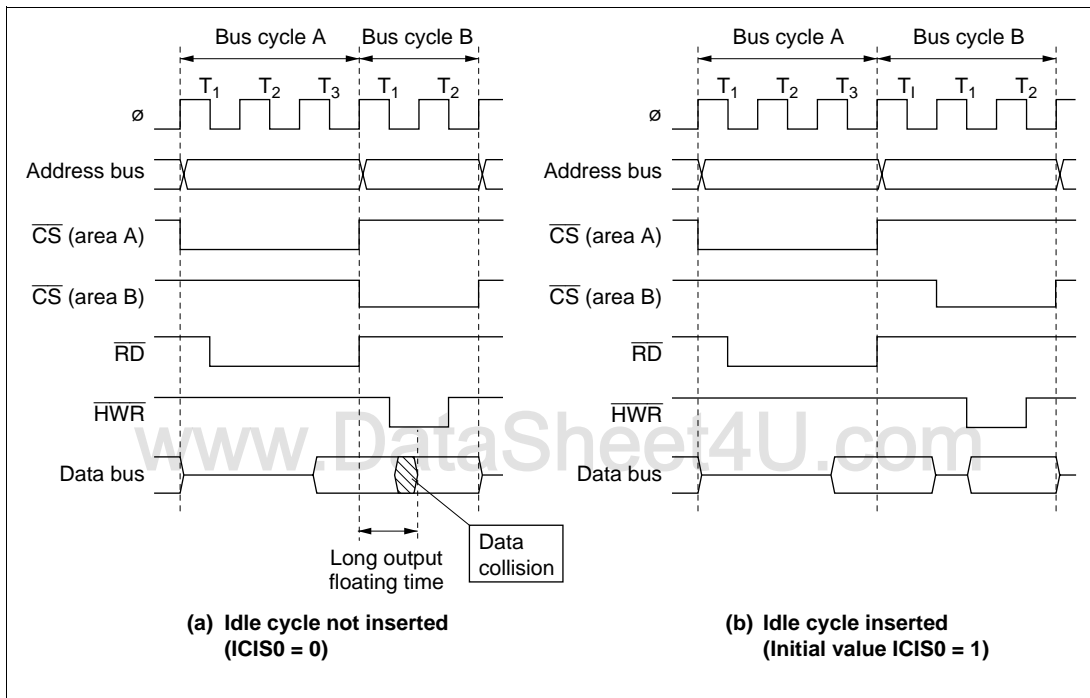 Bus cycle A
Bus cycle B
T1 T2 T3 T1 T2
ø
Address bus
CS (area A)
CS (area B)
RD
HWR
Data bus
Long output
floating time
Data
collision
(a) Idle cycle not inserted
(ICIS0 = 0)
Bus cycle A
Bus cycle B
T1 T2 T3 TI T1 T2
ø
Address bus
CS (area A)
CS (area B)
RD
HWR
Data bus
(b) Idle cycle inserted
(Initial value ICIS0 = 1)
www.DataSheet4U.com